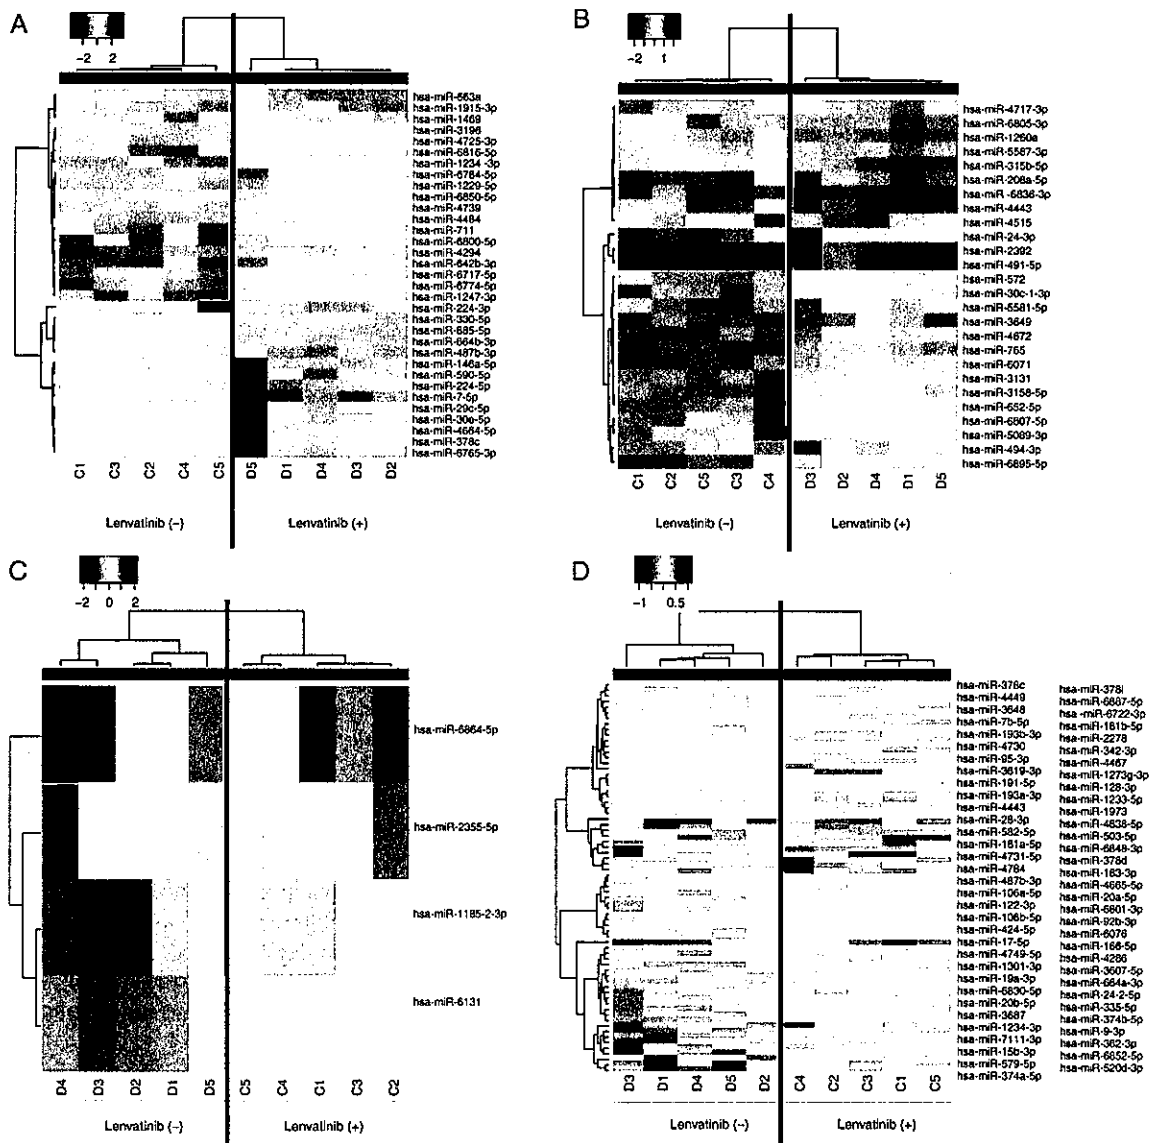 A
-2 2
hsa-miR-663a
hsa-miR-1915-3p
hsa-miR-1469
hsa-miR-3196
hsa-miR-4725-3p
hsa-miR-6816-5p
hsa-miR-1234-3p
hsa-miR-6784-5p
hsa-miR-1229-5p
hsa-miR-6850-5p
hsa-miR-4739
hsa-miR-4484
hsa-miR-711
hsa-miR-6800-5p
hsa-miR-4294
hsa-miR-642b-3p
hsa-miR-6717-5p
hsa-miR-6774-5p
hsa-miR-1247-3p
hsa-miR-224-3p
hsa-miR-330-5p
hsa-miR-885-5p
hsa-miR-664b-3p
hsa-miR-487b-3p
hsa-miR-146a-5p
hsa-miR-590-5p
hsa-miR-224-5p
hsa-miR-7-5p
hsa-miR-29c-5p
hsa-miR-30e-5p
hsa-miR-4664-5p
hsa-miR-378c
hsa-miR-6765-3p
C1 C3 C2 C4 C5 D5 D1 D4 D3 D2
Lenvatinib (−) Lenvatinib (+)
B
-2 1
hsa-miR-4717-3p
hsa-miR-6805-3p
hsa-miR-1260a
hsa-miR-5587-3p
hsa-miR-315b-5p
hsa-miR-208a-5p
hsa-miR-6836-3p
hsa-miR-4443
hsa-miR-4515
hsa-miR-24-3p
hsa-miR-2392
hsa-miR-491-5p
hsa-miR-572
hsa-miR-30c-1-3p
hsa-miR-6581-5p
hsa-miR-3649
hsa-miR-4672
hsa-miR-765
hsa-miR-6071
hsa-miR-3131
hsa-miR-3158-5p
hsa-miR-652-5p
hsa-miR-6807-5p
hsa-miR-5089-3p
hsa-miR-494-3p
hsa-miR-6895-5p
C1 C2 C5 C3 C4 D3 D2 D4 D1 D5
Lenvatinib (−) Lenvatinib (+)
C
-2 0 2
hsa-miR-6864-5p
hsa-miR-2355-5p
hsa-miR-1185-2-3p
hsa-miR-6131
D4 D3 D2 D1 D5 C5 C4 C1 C3 C2
Lenvatinib (−) Lenvatinib (+)
D
-1 0.5
hsa-miR-378c
hsa-miR-4449
hsa-miR-3648
hsa-miR-7b-5p
hsa-miR-193b-3p
hsa-miR-4730
hsa-miR-95-3p
hsa-miR-3619-3p
hsa-miR-191-5p
hsa-miR-193a-3p
hsa-miR-4443
hsa-miR-28-3p
hsa-miR-582-5p
hsa-miR-181a-5p
hsa-miR-4731-5p
hsa-miR-4784
hsa-miR-487b-3p
hsa-miR-106a-5p
hsa-miR-122-3p
hsa-miR-106b-5p
hsa-miR-424-5p
hsa-miR-17-5p
hsa-miR-4749-5p
hsa-miR-1301-3p
hsa-miR-19a-3p
hsa-miR-6830-5p
hsa-miR-20b-5p
hsa-miR-3687
hsa-miR-1234-3p
hsa-miR-7111-3p
hsa-miR-15b-3p
hsa-miR-579-5p
hsa-miR-374a-5p
hsa-miR-378i
hsa-miR-6887-5p
hsa-miR-6722-3p
hsa-miR-181b-5p
hsa-miR-2278
hsa-miR-342-3p
hsa-miR-4467
hsa-miR-1273g-3p
hsa-miR-128-3p
hsa-miR-1233-5p
hsa-miR-1973
hsa-miR-4838-5p
hsa-miR-503-5p
hsa-miR-6848-3p
hsa-miR-378d
hsa-miR-183-3p
hsa-miR-4665-5p
hsa-miR-20a-5p
hsa-miR-6801-3p
hsa-miR-92b-3p
hsa-miR-6076
hsa-miR-166-5p
hsa-miR-4286
hsa-miR-3607-5p
hsa-miR-664a-3p
hsa-miR-24-2-5p
hsa-miR-335-5p
hsa-miR-374b-5p
hsa-miR-9-3p
hsa-miR-362-3p
hsa-miR-6852-5p
hsa-miR-520d-3p
D3 D1 D4 D5 D2 C4 C2 C3 C1 C5
Lenvatinib (−) Lenvatinib (+)